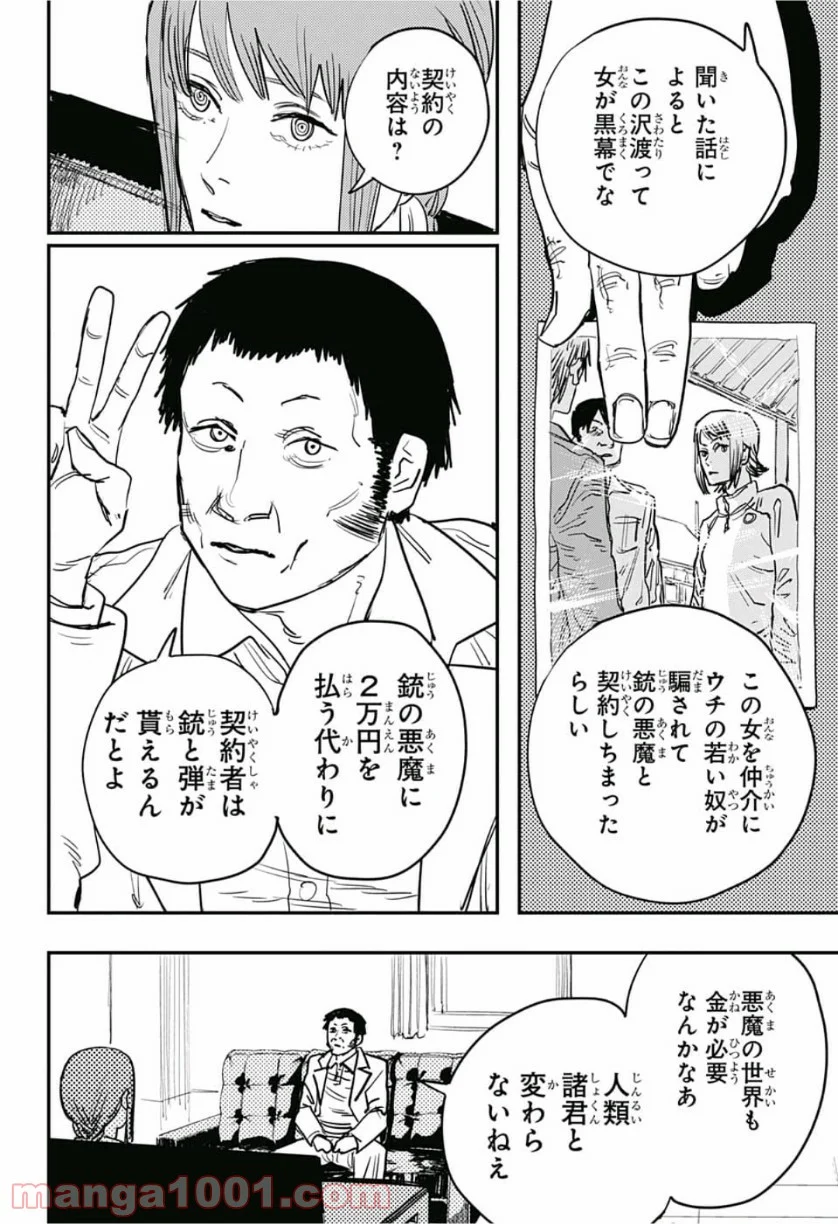 聞いた話に
よると
この沢渡って
女が黒幕でな
この女を仲介に
ウチの若い奴が
騙されて
銃の悪魔と
契約しちまった
らしい
契約の
内容は?
銃の悪魔に
2万円を
払う代わりに
契約者は
銃と弾が
貰えるん
だとよ
悪魔の世界も
金が必要
なんかなあ
人類
諸君と
変わら
ないねえ
manga1001.com